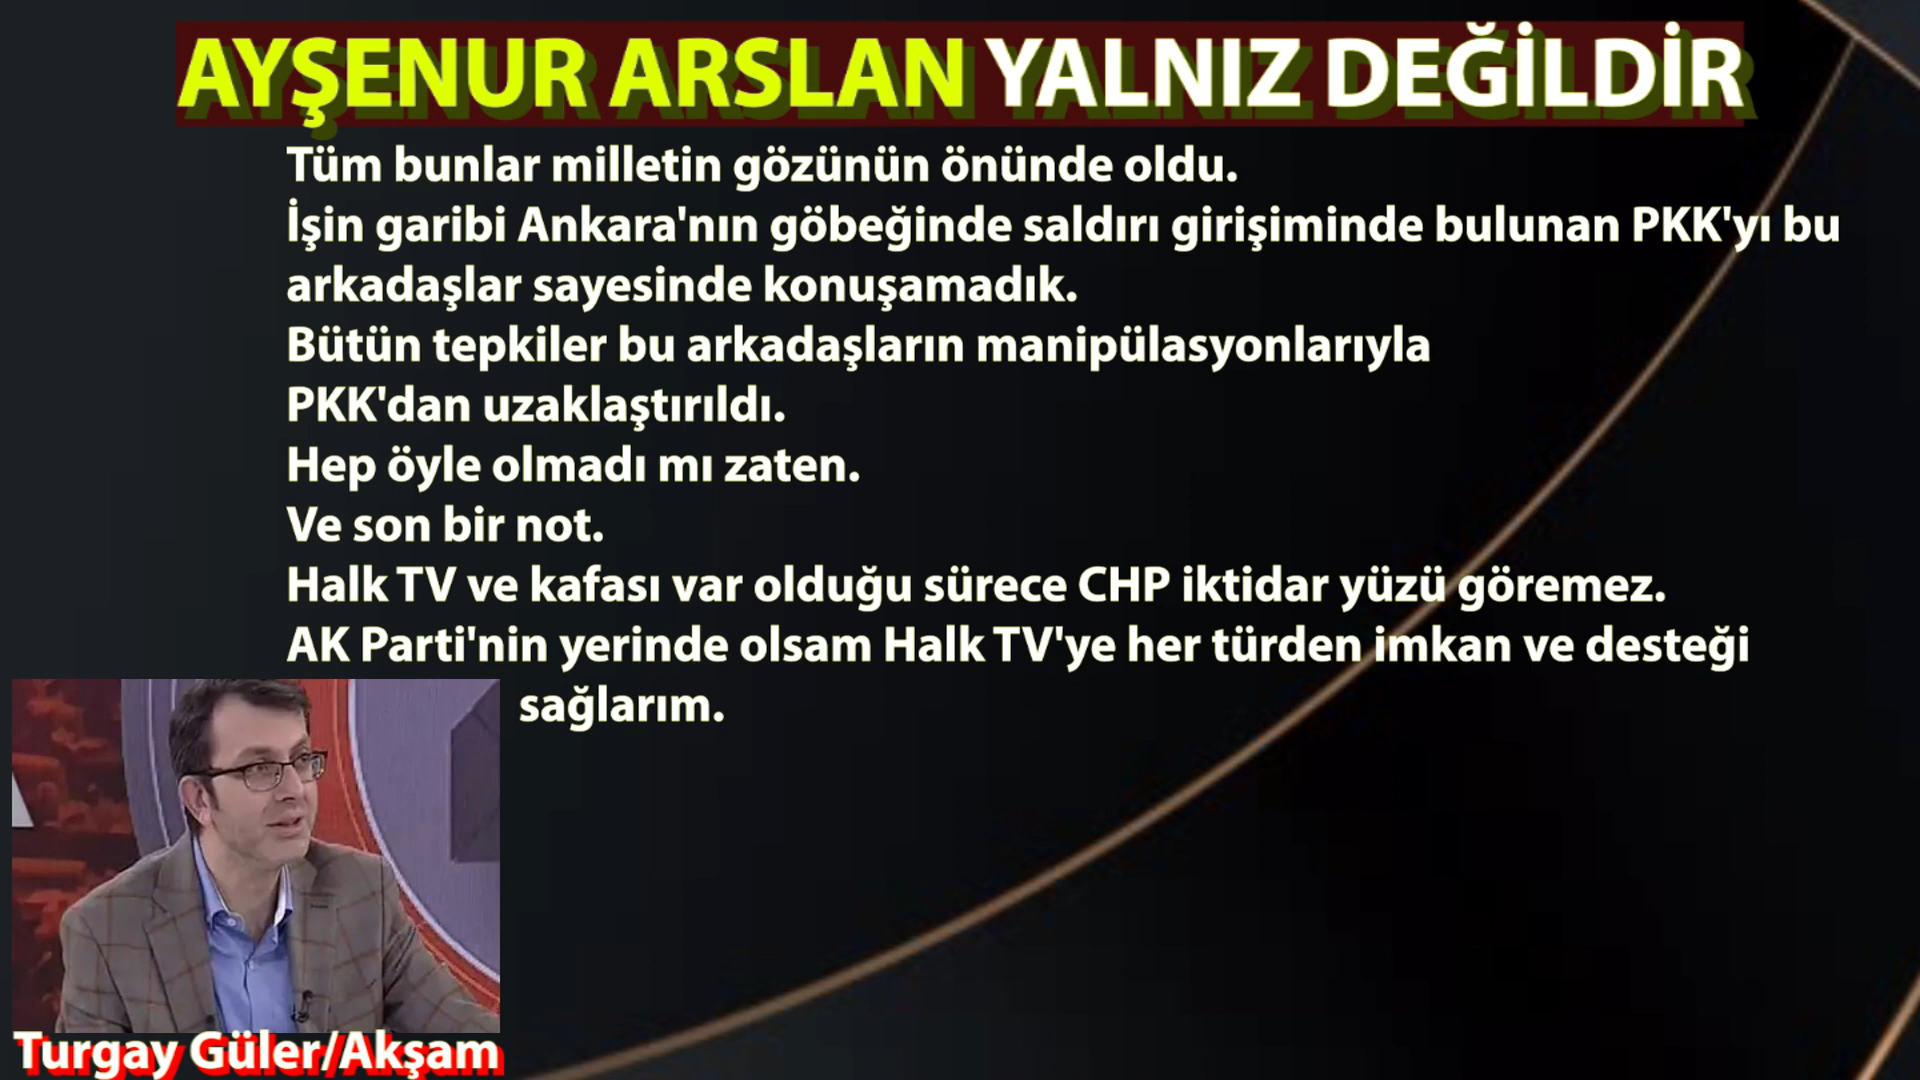 AYŞENUR ARSLAN YALNIZ DEĞİLDİR
Tüm bunlar milletin gözünün önünde oldu.
İşin garibi Ankara'nın göbeğinde saldırı girişiminde bulunan PKK'yı bu
arkadaşlar sayesinde konuşamadık.
Bütün tepkiler bu arkadaşların manipülasyonlarıyla
PKK'dan uzaklaştırıldı.
Hep öyle olmadı mı zaten.
Ve son bir not.
Halk TV ve kafası var olduğu sürece CHP iktidar yüzü göremez.
AK Parti'nin yerinde olsam Halk TV'ye her türden imkan ve desteği
sağlarım.
Turgay Güler/Akşam